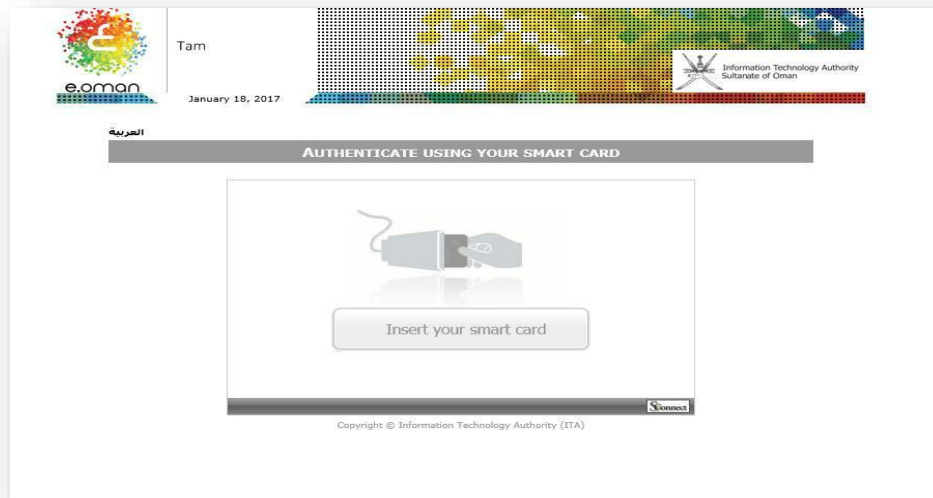 Tam
e.oman
Information Technology Authority
Sultanate of Oman
January 18, 2017
العربية
AUTHENTICATE USING YOUR SMART CARD
Insert your smart card
SConnect
Copyright © Information Technology Authority (ITA)